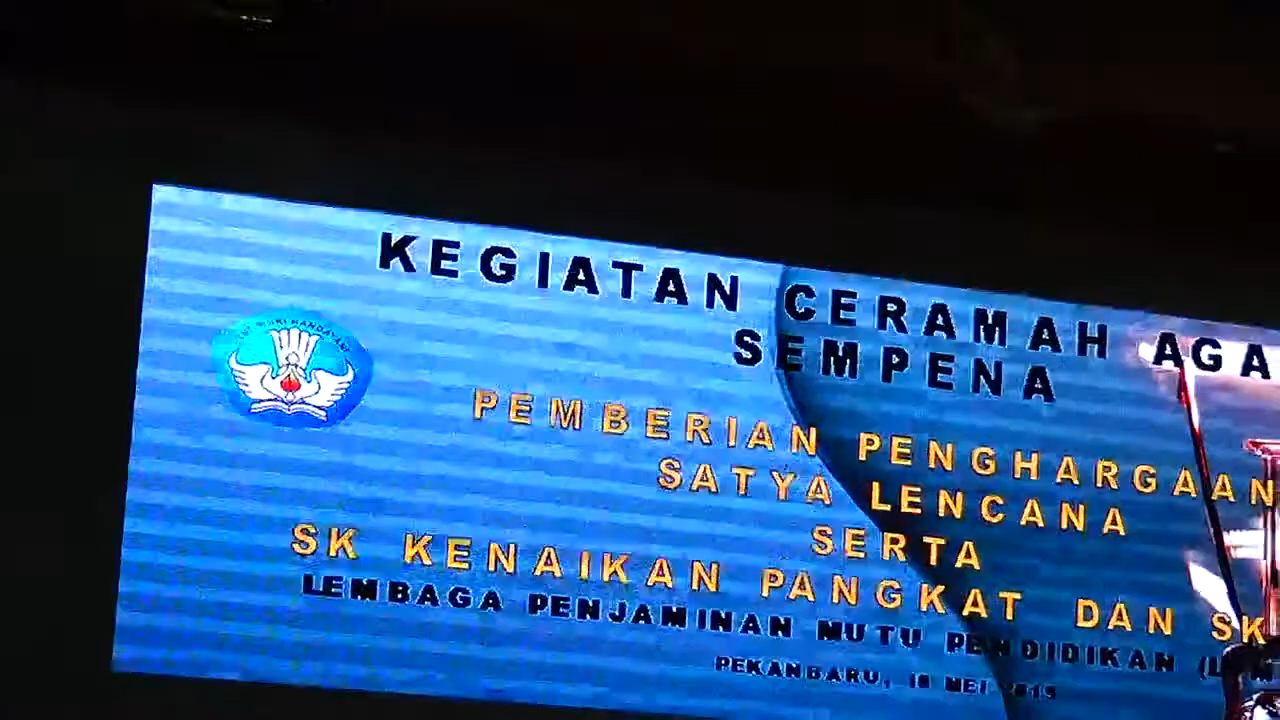 KEGIATAN CERAMAH AGA
SEMPENA
PEMBERIAN PENGHARGAAN
SATYA LENCANA
SERTA
SK KENAIKAN PANGKAT DAN SK
LEMBAGA PENJAMINAN MUTU PENDIDIKAN
PEKANBARU, MEI